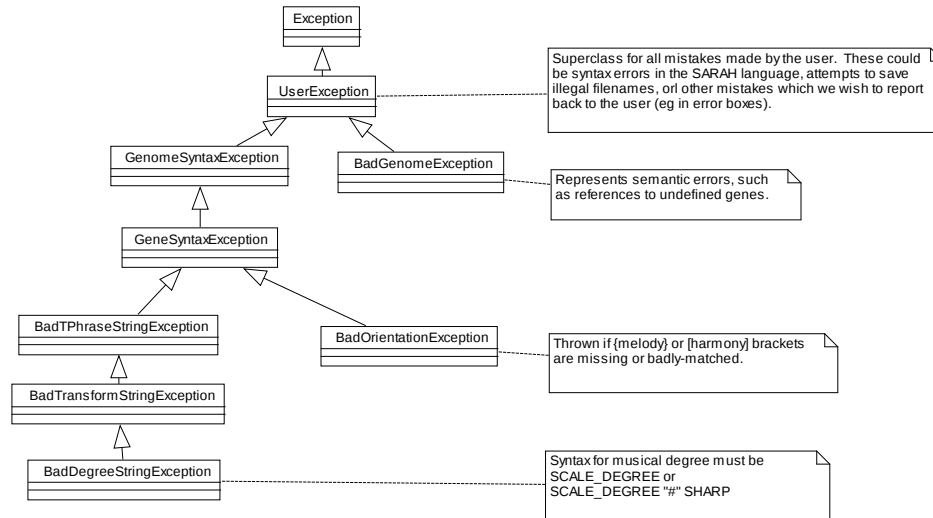 Exception
UserException
Superclass for all mistakes made by the user. These could
be syntax errors in the SARAH language, attempts to save
illegal filenames, orl other mistakes which we wish to report
back to the user (eg in error boxes).
GenomeSyntaxException
BadGenomeException
Represents semantic errors, such
as references to undefined genes.
GeneSyntaxException
BadTPhraseStringException
BadOrientationException
Thrown if {melody} or [harmony] brackets
are missing or badly-matched.
BadTransformStringException
BadDegreeStringException
Syntax for musical degree must be
SCALE_DEGREE or
SCALE_DEGREE "#" SHARP